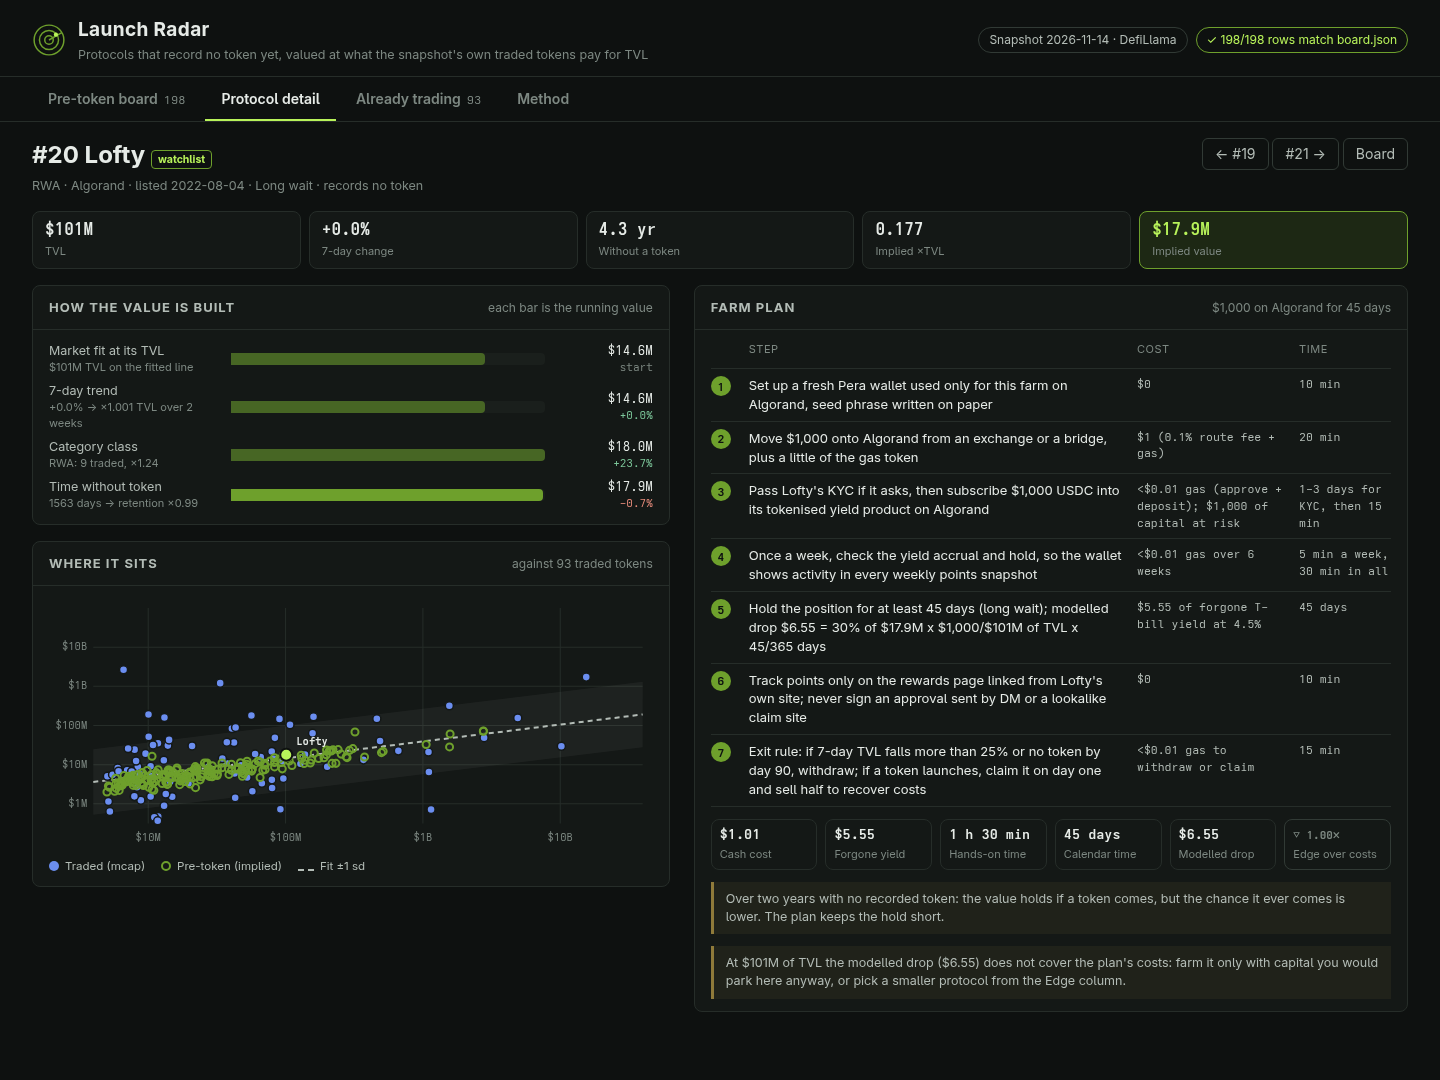 Launch Radar
Protocols that record no token yet, valued at what the snapshot's own traded tokens pay for TVL
Snapshot 2026-11-14 · DefiLlama
✓ 198/198 rows match board.json
Pre-token board 198
Protocol detail
Already trading 93
Method
#20 Lofty watchlist
RWA · Algorand · listed 2022-08-04 · Long wait · records no token
← #19
#21 →
Board
$101M
TVL
+0.0%
7-day change
4.3 yr
Without a token
0.177
Implied ×TVL
$17.9M
Implied value
HOW THE VALUE IS BUILT
each bar is the running value
Market fit at its TVL
$101M TVL on the fitted line
$14.6M
start
7-day trend
+0.0% → ×1.001 TVL over 2
weeks
$14.6M
+0.0%
Category class
RWA: 9 traded, ×1.24
$18.0M
+23.7%
Time without token
1563 days → retention ×0.99
$17.9M
−0.7%
WHERE IT SITS
against 93 traded tokens
$10B
$1B
$100M
$10M
$1M
Lofty
$10M
$100M
$1B
$10B
Traded (mcap)
Pre-token (implied)
Fit ±1 sd
FARM PLAN
$1,000 on Algorand for 45 days
STEP
COST
TIME
1
Set up a fresh Pera wallet used only for this farm on
Algorand, seed phrase written on paper
$0
10 min
2
Move $1,000 onto Algorand from an exchange or a bridge,
plus a little of the gas token
$1 (0.1% route fee +
gas)
20 min
3
Pass Lofty's KYC if it asks, then subscribe $1,000 USDC into
its tokenised yield product on Algorand
<$0.01 gas (approve +
deposit); $1,000 of
capital at risk
1–3 days for
KYC, then 15
min
4
Once a week, check the yield accrual and hold, so the wallet
shows activity in every weekly points snapshot
<$0.01 gas over 6
weeks
5 min a week,
30 min in all
5
Hold the position for at least 45 days (long wait); modelled
drop $6.55 = 30% of $17.9M x $1,000/$101M of TVL x
45/365 days
$5.55 of forgone T-
bill yield at 4.5%
45 days
6
Track points only on the rewards page linked from Lofty's
own site; never sign an approval sent by DM or a lookalike
claim site
$0
10 min
7
Exit rule: if 7-day TVL falls more than 25% or no token by
day 90, withdraw; if a token launches, claim it on day one
and sell half to recover costs
<$0.01 gas to
withdraw or claim
15 min
$1.01
Cash cost
$5.55
Forgone yield
1 h 30 min
Hands-on time
45 days
Calendar time
$6.55
Modelled drop
▽ 1.00×
Edge over costs
Over two years with no recorded token: the value holds if a token comes, but the chance it ever comes is
lower. The plan keeps the hold short.
At $101M of TVL the modelled drop ($6.55) does not cover the plan's costs: farm it only with capital you would
park here anyway, or pick a smaller protocol from the Edge column.